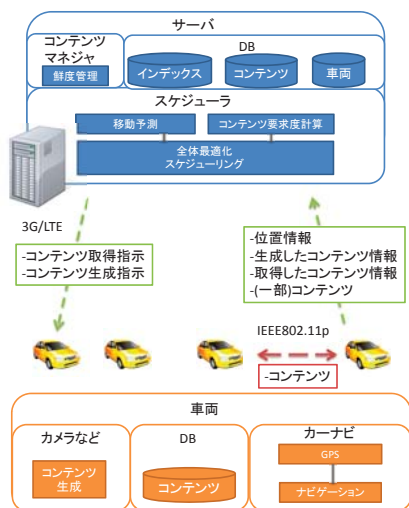 サーバ
コンテンツ
マネジャ
鮮度管理
DB
インデックス
コンテンツ
車両
スケジューラ
移動予測
コンテンツ要求度計算
全体最適化
スケジューリング
3G/LTE
-コンテンツ取得指示
-コンテンツ生成指示
-位置情報
-生成したコンテンツ情報
-取得したコンテンツ情報
-(一部)コンテンツ
IEEE802.11p
-コンテンツ
車両
カメラなど
コンテンツ
生成
DB
コンテンツ
カーナビ
GPS
ナビゲーション